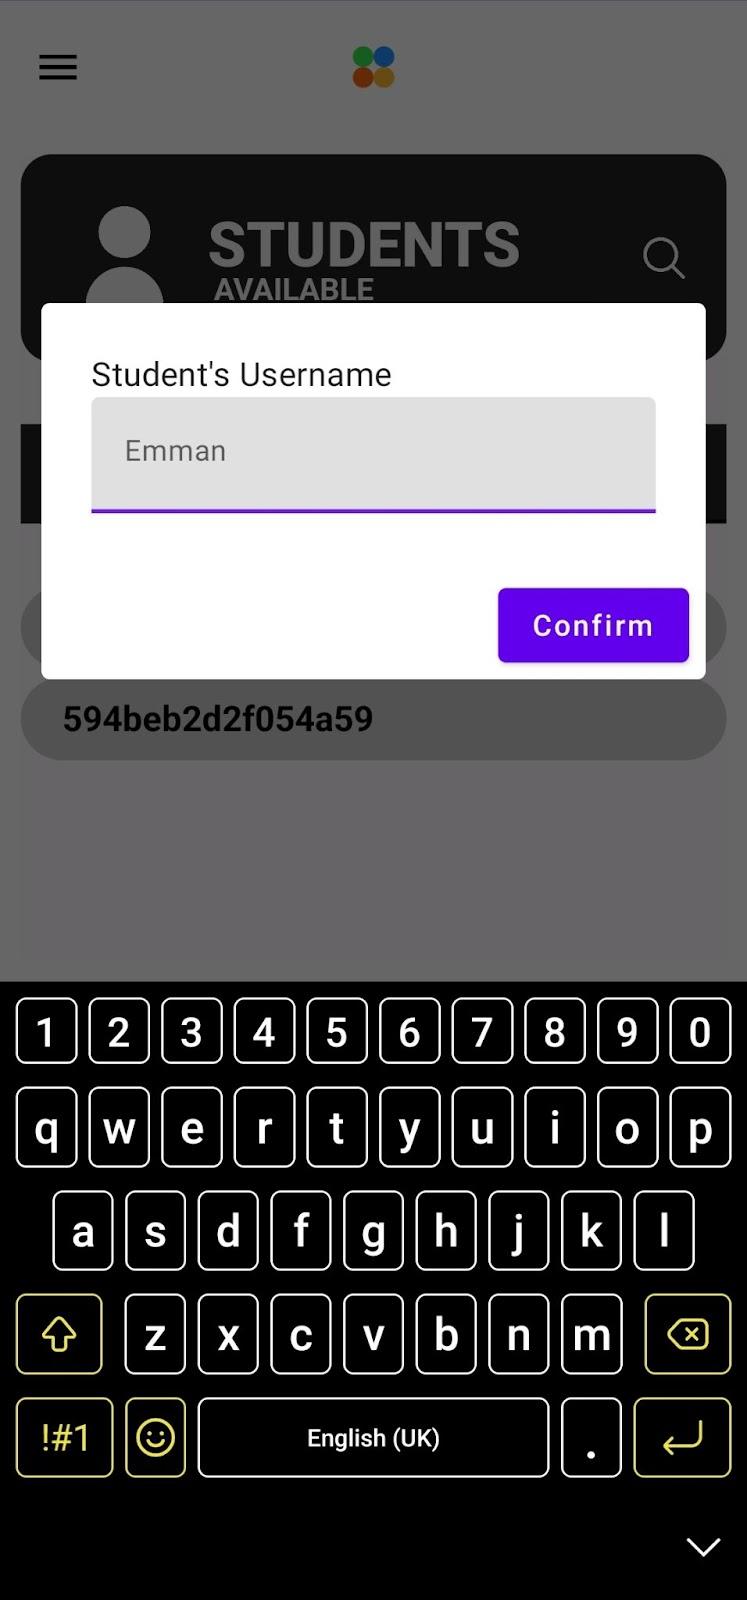 STUDENTS
AVAILABLE
Student's Username
Emman
Confirm
594beb2d2f054a59
1 2 3 4 5 6 7 8 9 0
q w e r t y u i o p
a s d f g h j k l
z x c v b n m
!#1 English (UK) .